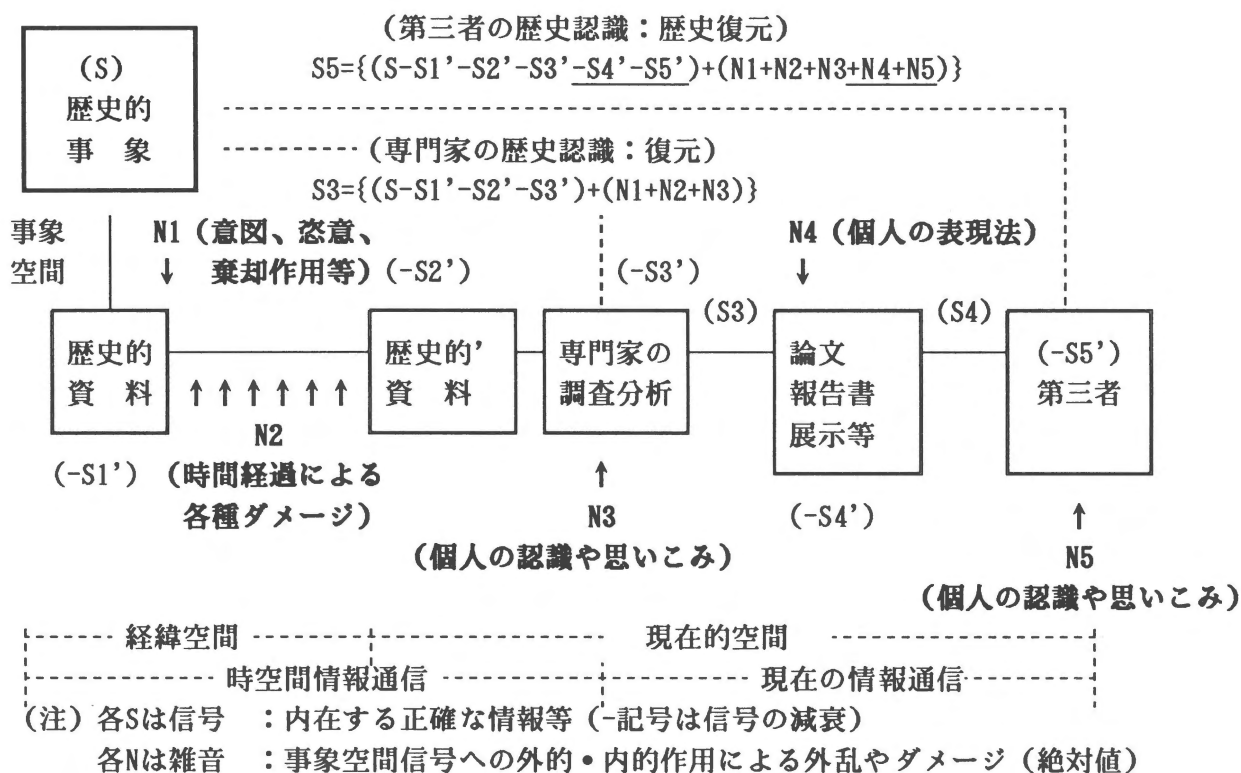 (第三者の歴史認識：歴史復元)
S5={(S-S1'-S2'-S3'-S4'-S5')+(N1+N2+N3+N4+N5)}
(S)
歴史的
事 象
(専門家の歴史認識：復元)
S3={(S-S1'-S2'-S3')+(N1+N2+N3)}
事象
空間
N1 (意図、恣意、
↓ 棄却作用等)
(-S2')
(-S3')
N4 (個人の表現法)
↓
(S3)
(S4)
歴史的
資 料
歴史的'
資 料
専門家の
調査分析
論文
報告書
展示等
(-S5')
第三者
↑ ↑ ↑ ↑ ↑ ↑
N2
(-S1')
(時間経過による
各種ダメージ)
↑
N3
(個人の認識や思いこみ)
(-S4')
↑
N5
(個人の認識や思いこみ)
経緯空間
現在的空間
時空間情報通信
現在の情報通信
(注) 各Sは信号 ：内在する正確な情報等 (-記号は信号の減衰)
各Nは雑音 ：事象空間信号への外的・内的作用による外乱やダメージ (絶対値)